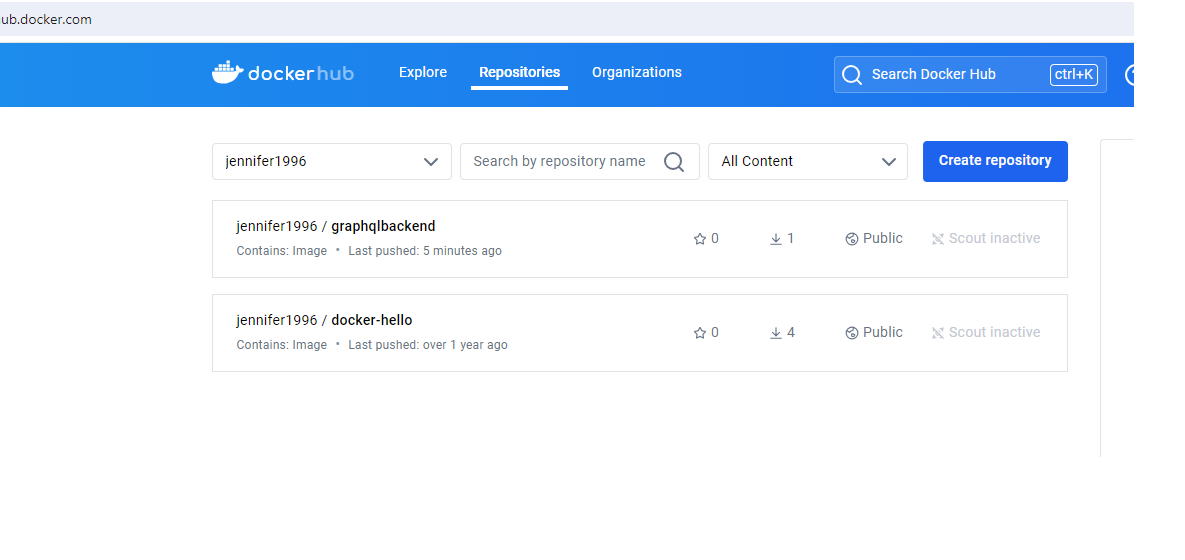 ub.docker.com
dockerhub Explore Repositories Organizations Search Docker Hub ctrl+K
jennifer1996 Search by repository name All Content Create repository
jennifer1996 / graphqlbackend
Contains: Image • Last pushed: 5 minutes ago
0 1 Public Scout inactive
jennifer1996 / docker-hello
Contains: Image • Last pushed: over 1 year ago
0 4 Public Scout inactive